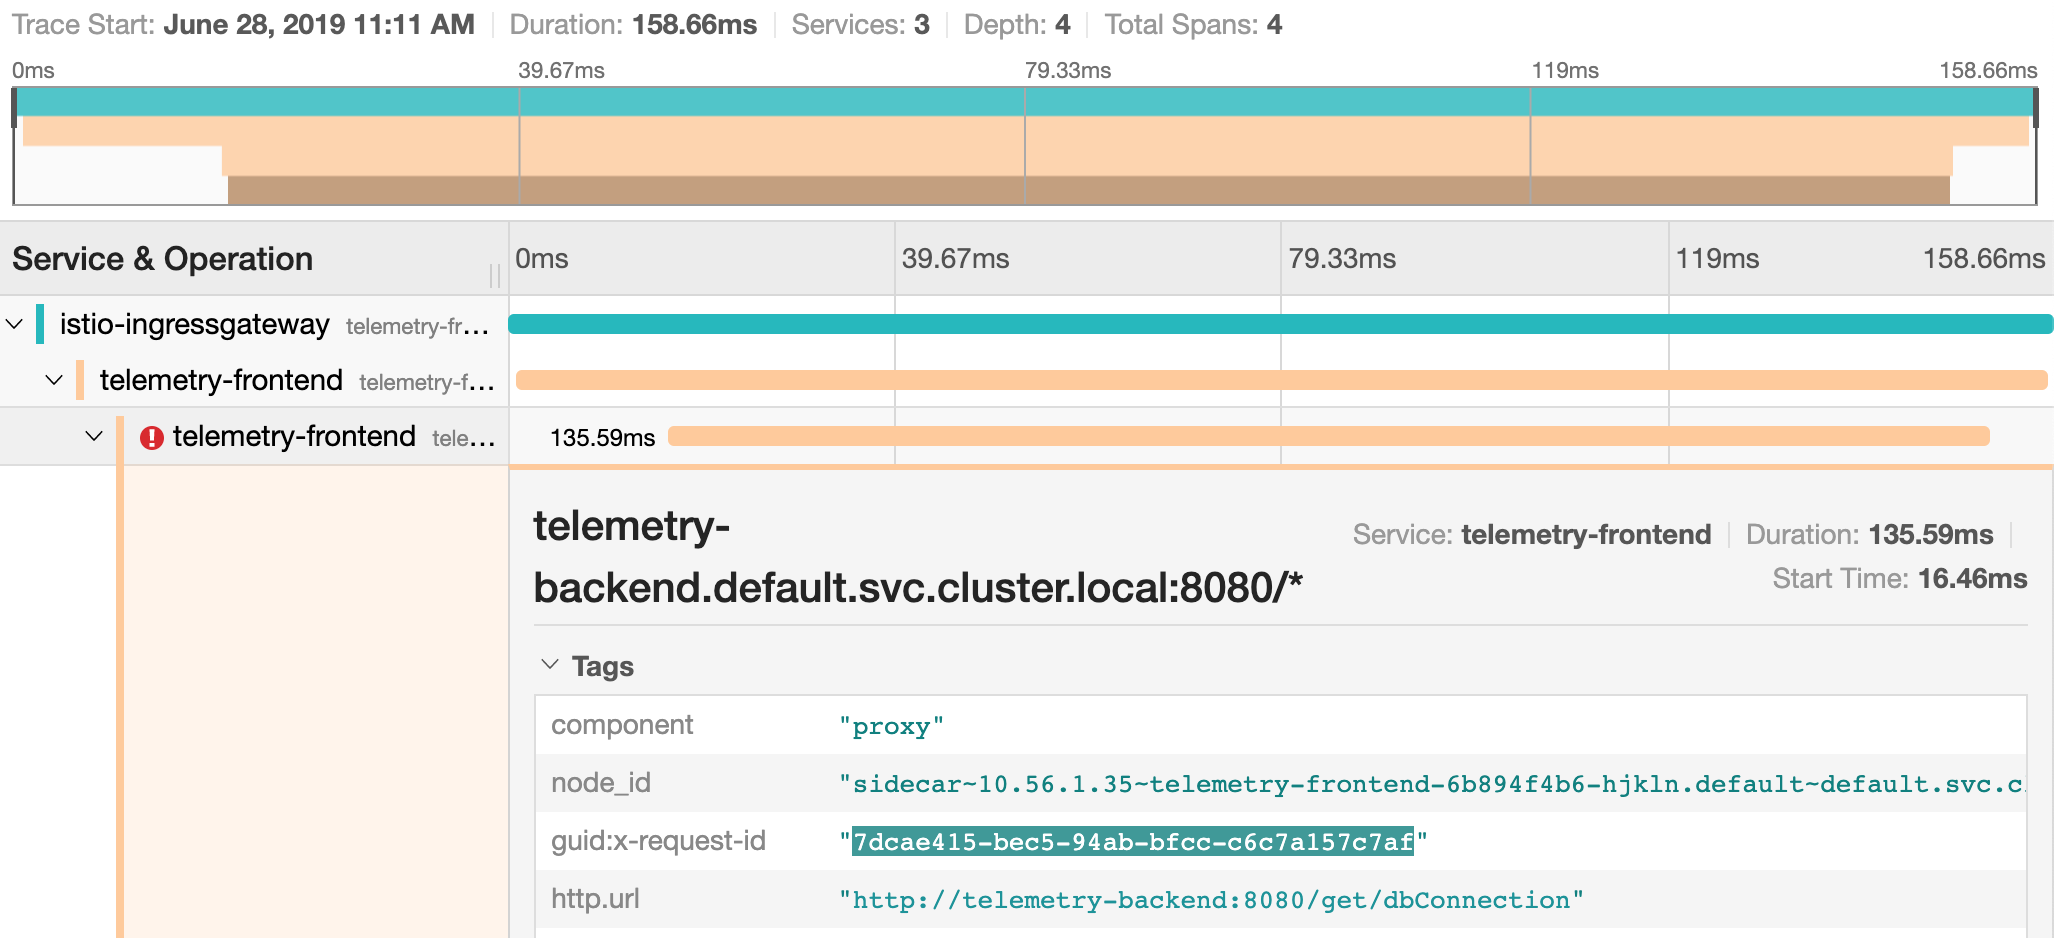 Trace Start: June 28, 2019 11:11 AM Duration: 158.66ms Services: 3 Depth: 4 Total Spans: 4
0ms 39.67ms 79.33ms 119ms 158.66ms
Service & Operation 0ms 39.67ms 79.33ms 119ms 158.66ms
istio-ingressgateway telemetry-fr...
telemetry-frontend telemetry-f...
telemetry-frontend tele... 135.59ms
telemetry-
backend.default.svc.cluster.local:8080/*
Service: telemetry-frontend Duration: 135.59ms
Start Time: 16.46ms
Tags
component "proxy"
node_id "sidecar~10.56.1.35~telemetry-frontend-6b894f4b6-hjkln.default~default.svc.c
guid:x-request-id "7dcae415-bec5-94ab-bfcc-c6c7a157c7af"
http.url "http://telemetry-backend:8080/get/dbConnection"